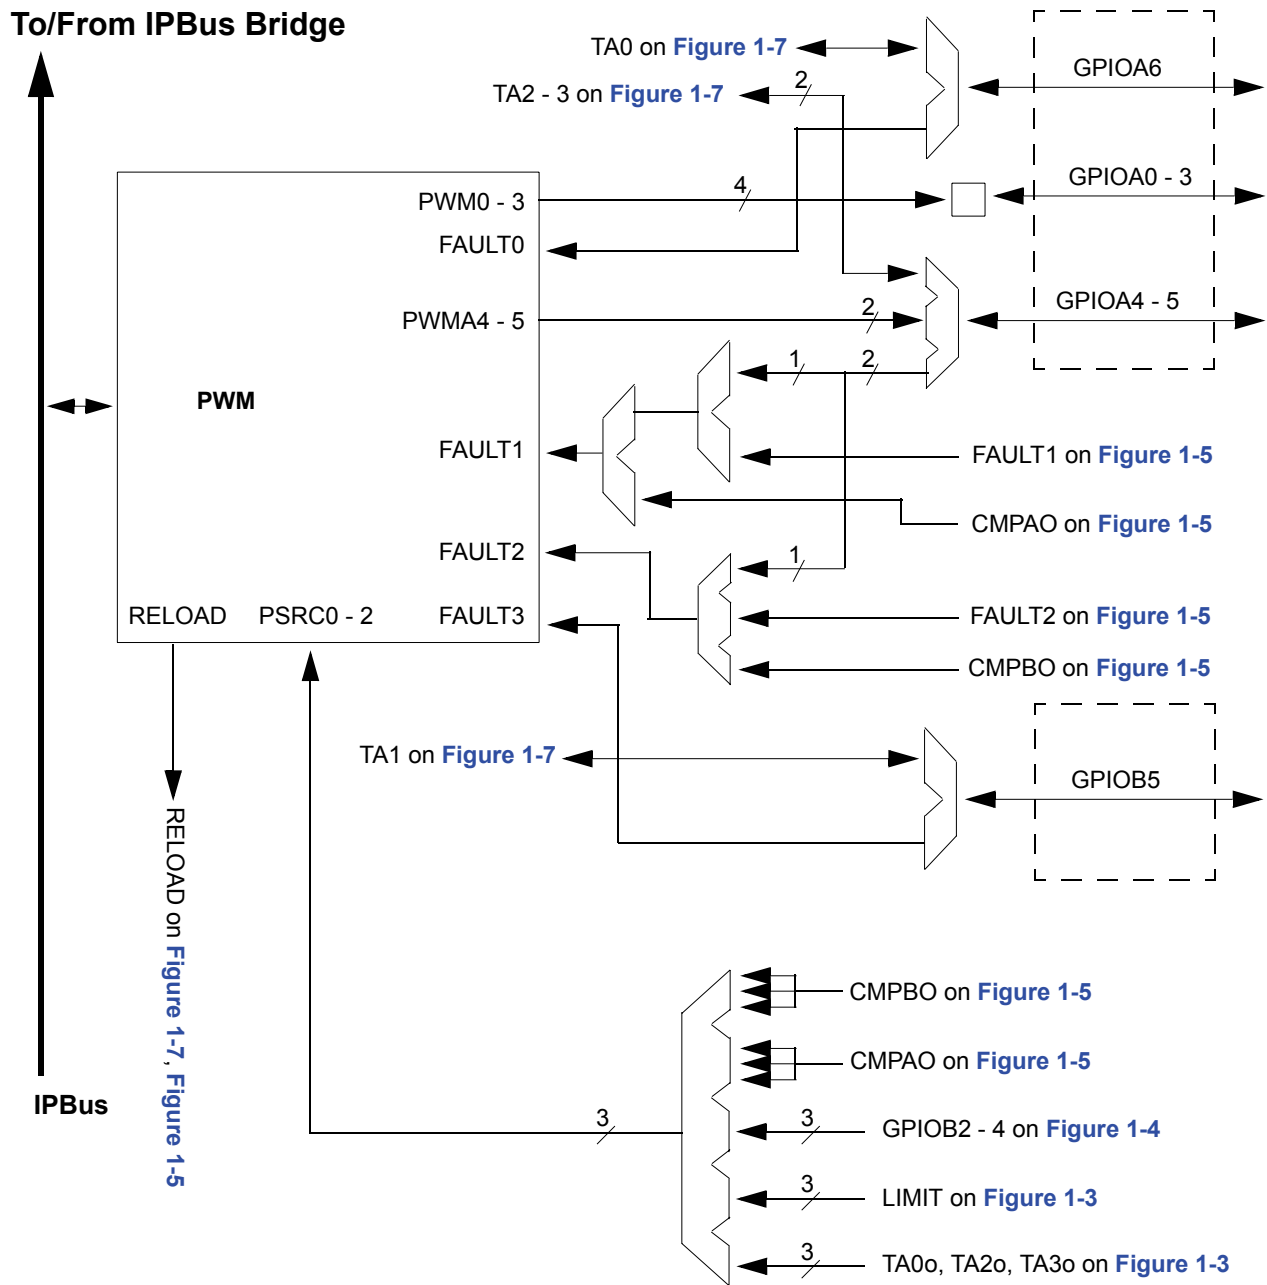 To/From IPBus Bridge
TA0 on Figure 1-7
GPIOA6
TA2 - 3 on Figure 1-7
2
PWM0 - 3
4
GPIOA0 - 3
FAULT0
PWMA4 - 5
2
GPIOA4 - 5
1
2
PWM
FAULT1
FAULT1 on Figure 1-5
CMPAO on Figure 1-5
FAULT2
1
RELOAD
PSRC0 - 2
FAULT3
FAULT2 on Figure 1-5
CMPBO on Figure 1-5
TA1 on Figure 1-7
GPIOB5
RELOAD on Figure 1-7, Figure 1-5
CMPBO on Figure 1-5
CMPAO on Figure 1-5
IPBus
3
3
GPIOB2 - 4 on Figure 1-4
3
LIMIT on Figure 1-3
3
TA0o, TA2o, TA3o on Figure 1-3